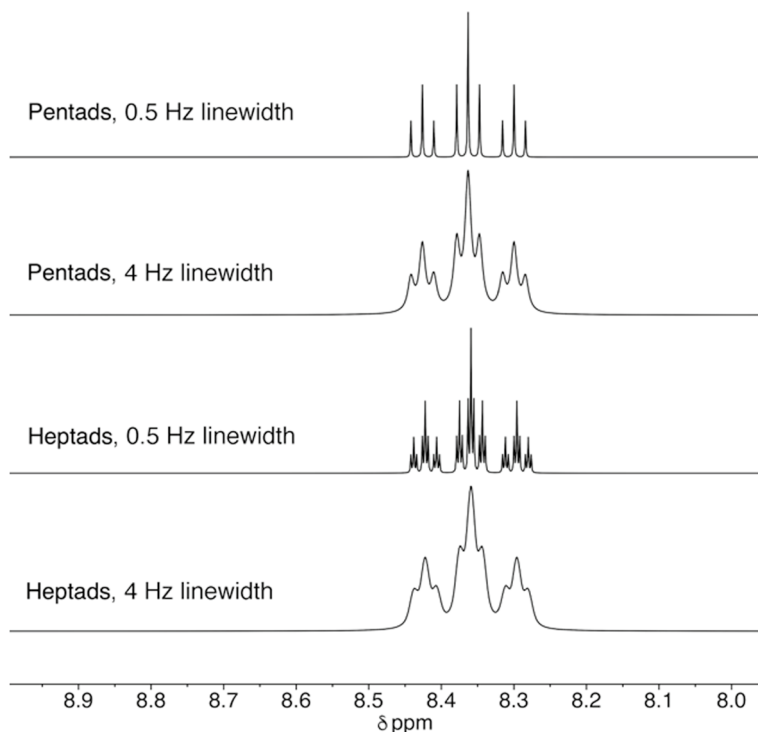 Pentads, 0.5 Hz linewidth
Pentads, 4 Hz linewidth
Heptads, 0.5 Hz linewidth
Heptads, 4 Hz linewidth
8.9 8.8 8.7 8.6 8.5 8.4 8.3 8.2 8.1 8.0
δ ppm